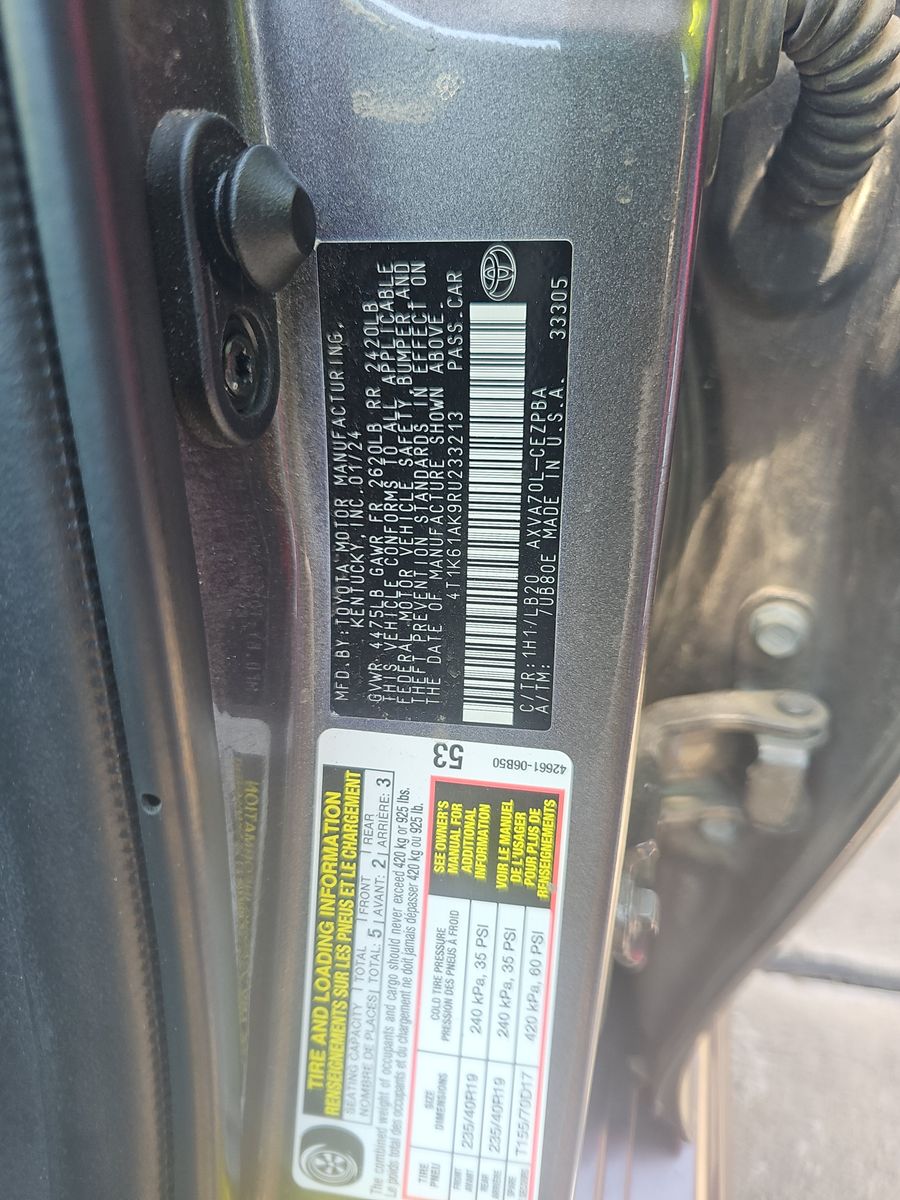 MFD.BY:TOYOTA MOTOR MANUFACTURING,
KENTUCKY, INC. 01/24
GVWR 4475LB GAWR FR 2620LB RR 2420LB
THIS VEHICLE CONFORMS TO ALL APPLICABLE
FEDERAL MOTOR VEHICLE SAFETY, BUMPER,AND
THEFT PREVENTION STANDARDS IN EFFECT ON
THE DATE OF MANUFACTURE SHOWN ABOVE.
4T1K61AK9RU233213 PASS.CAR
C/TR:1H1/LB20 AXVA70L-CEZPBA 33305
A/TM: UB80E MADE IN U.S.A.
TIRE AND LOADING INFORMATION
RENSEIGNEMENTS SUR LES PNEUS ET LE CHARGEMENT
53
SEATING CAPACITY | TOTAL | FRONT | REAR
NOMBRE DE PLACES | TOTAL: 5 | AVANT: 2 | ARRIÈRE: 3
The combined weight of occupants and cargo should never exceed 420 kg or 925 lbs.
Le poids total des occupants et du chargement ne doit jamais dépasser 420 kg ou 925 lb.
TIRE SIZE COLD TIRE PRESSURE
PNEU DIMENSIONS PRESSION DES PNEUS À FROID
FRONT AVANT 235/40R19 240 kPa, 35 PSI
REAR ARRIÈRE 235/40R19 240 kPa, 35 PSI
SPARE SECOURS T155/70D17 420 kPa, 60 PSI
SEE OWNER'S
MANUAL FOR
ADDITIONAL
INFORMATION
VOIR LE MANUEL
DE L'USAGER
POUR PLUS DE
RENSEIGNEMENTS
42661-06B50